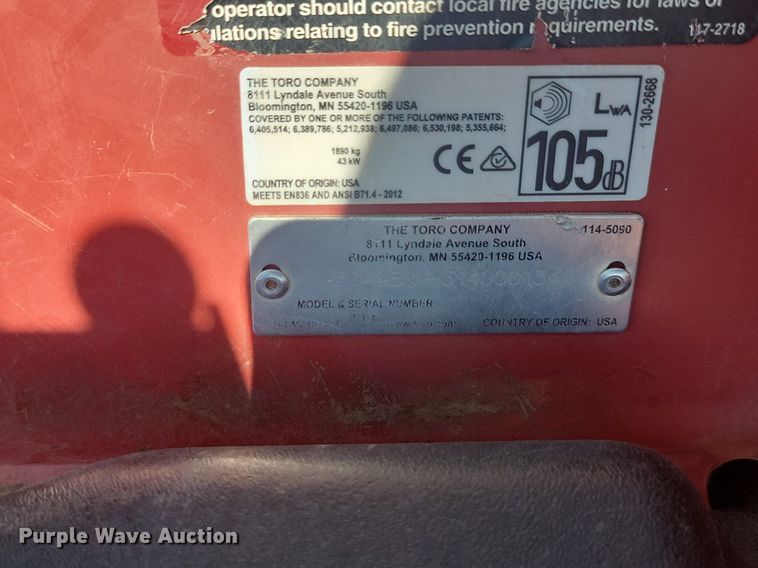 operator should contact local fire agencies for laws or
ulations relating to fire prevention requirements. 117-2718
THE TORO COMPANY
8111 Lyndale Avenue South
Bloomington, MN 55420-1196 USA
COVERED BY ONE OR MORE OF THE FOLLOWING PATENTS:
6,405,514; 6,389,786; 5,212,938; 6,497,086; 6,530,198; 5,355,664;
1890 kg
43 kW
COUNTRY OF ORIGIN: USA
MEETS EN836 AND ANSI B71.4 - 2012
CE
LWA
105dB
130-2668
THE TORO COMPANY 114-5090
8111 Lyndale Avenue South
Bloomington, MN 55420-1196 USA
MODEL & SERIAL NUMBER
COUNTRY OF ORIGIN: USA
Purple Wave Auction